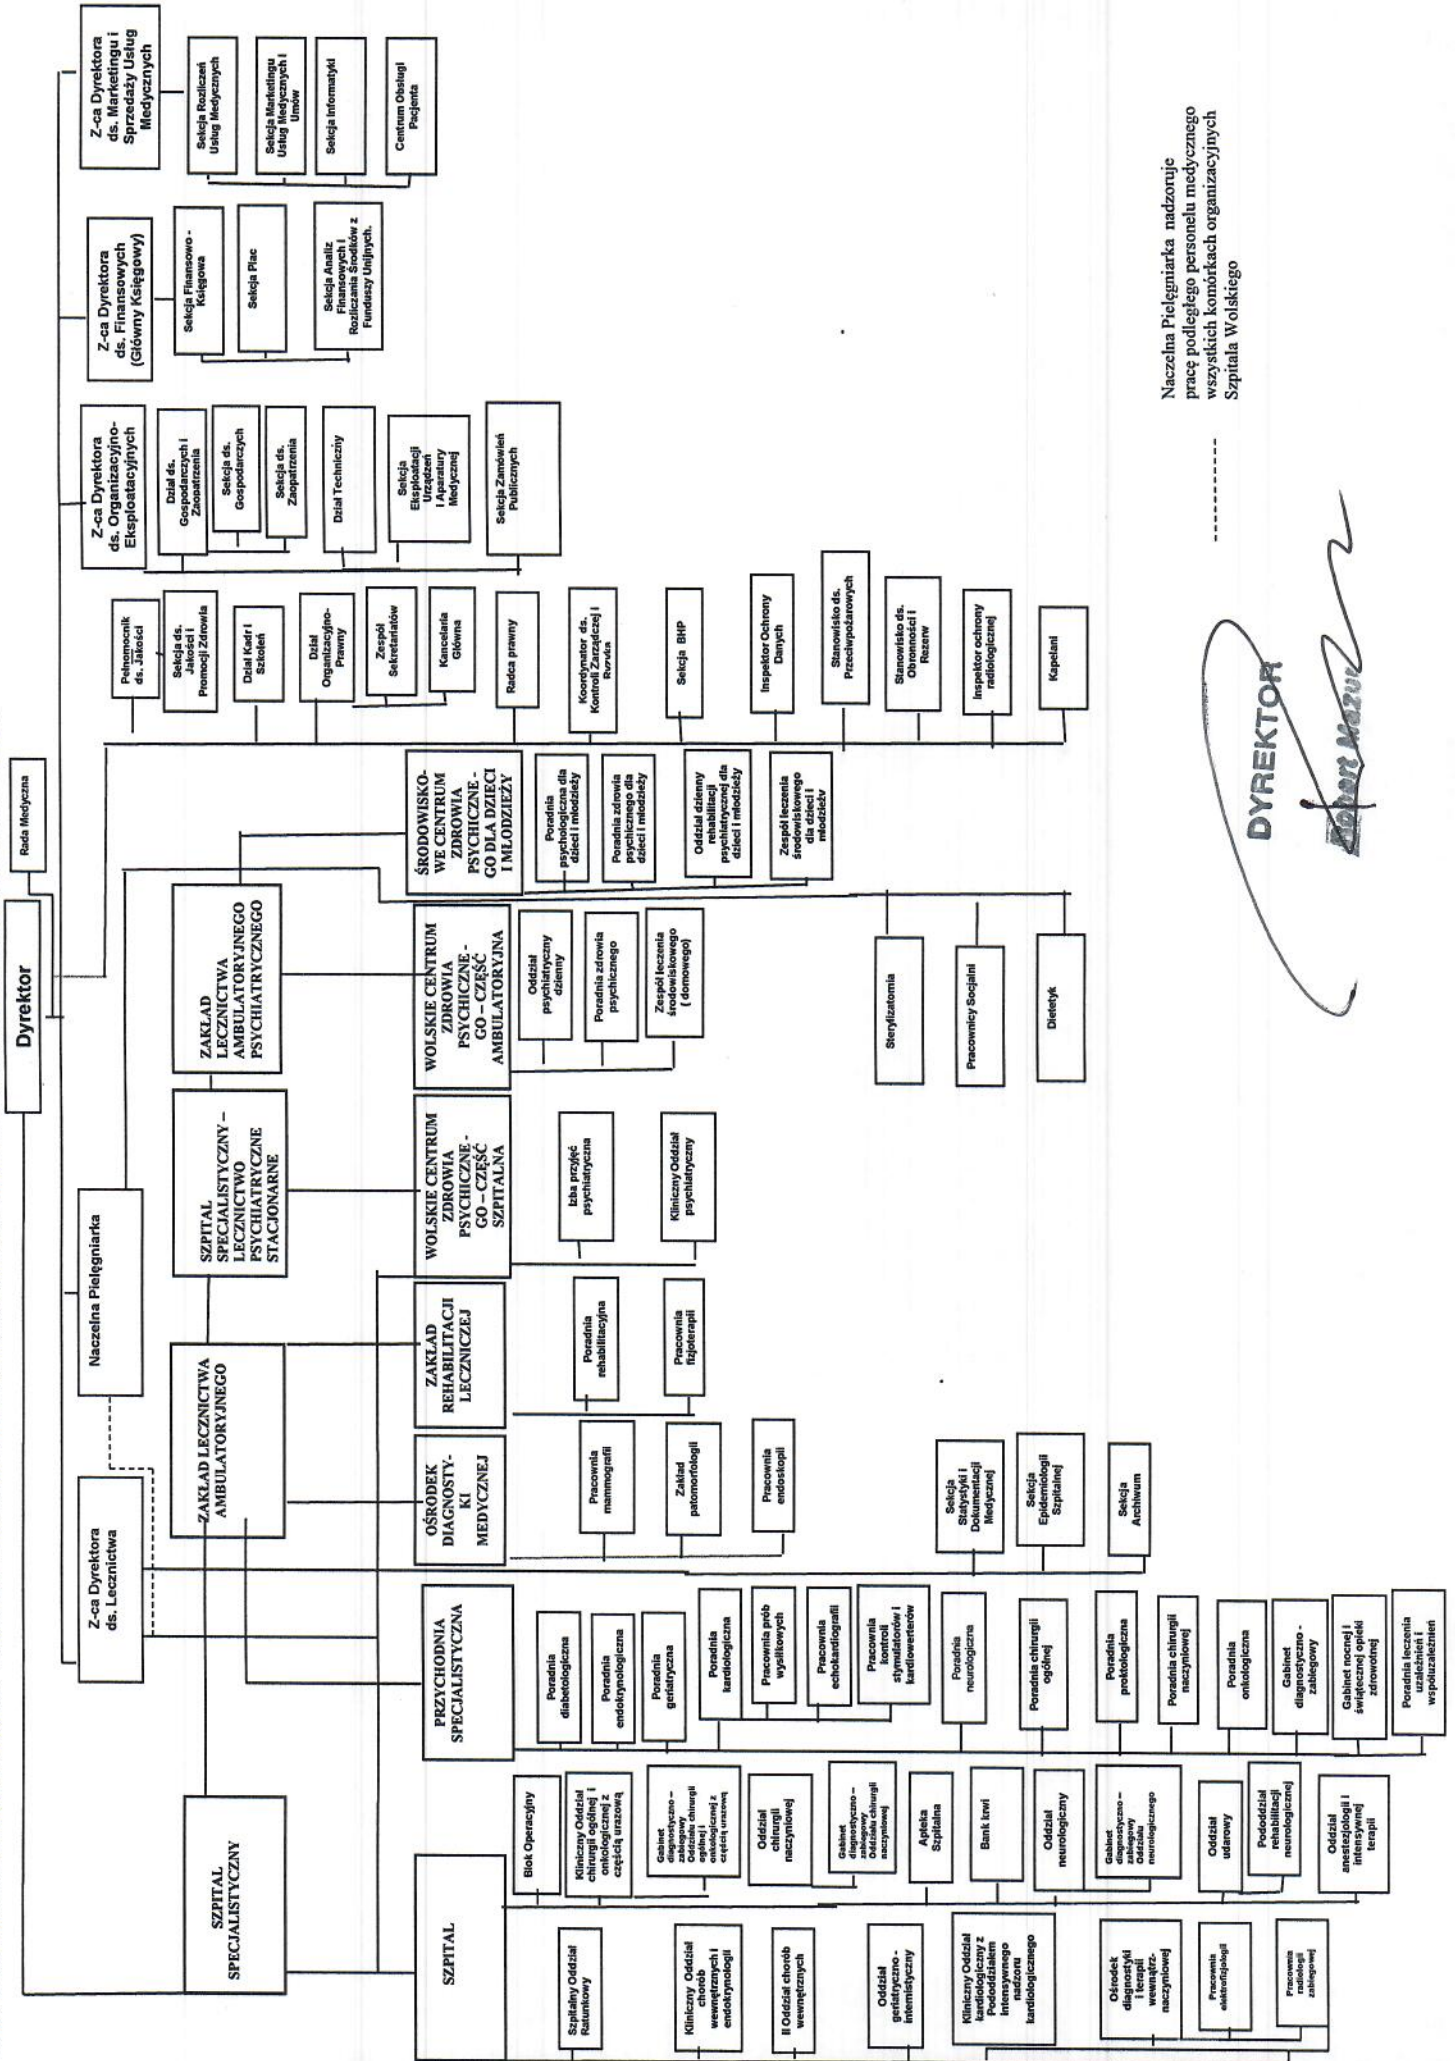 Dyrektor
Rada Medyczna
Z-ca Dyrektora
ds. Lecznictwa
Naczelna Pielęgniarka
Z-ca Dyrektora
ds. Organizacyjno-
Eksploatacyjnych
Z-ca Dyrektora
ds. Finansowych
(Główny Księgowy)
Z-ca Dyrektora
ds. Marketingu i
Sprzedaży Usług
Medycznych
SZPITAL
SPECJALISTYCZNY
ZAKŁAD LECZNICTWA
AMBULATORYJNEGO
SZPITAL
SPECJALISTYCZNY –
LECZNICTWO
PSYCHIATRYCZNE
STACJONARNE
ZAKŁAD
LECZNICTWA
AMBULATORYJNEGO
PSYCHIATRYCZNEGO
SZPITAL
PRZYCHODNIA
SPECJALISTYCZNA
OŚRODEK
DIAGNOSTY-
KI
MEDYCZNEJ
ZAKŁAD
REHABILITACJI
LECZNICZEJ
WOLSKIE CENTRUM
ZDROWIA
PSYCHICZNE -
GO – CZĘŚĆ
SZPITALNA
WOLSKIE CENTRUM
ZDROWIA
PSYCHICZNE -
GO – CZĘŚĆ
AMBULATORYJNA
ŚRODOWISKO-
WE CENTRUM
ZDROWIA
PSYCHICZNE -
GO DLA DZIECI
I MŁODZIEŻY
Szpitalny Oddział
Ratunkowy
Kliniczny Oddział
chorób
wewnętrznych i
endokrynologii
II Oddział chorób
wewnętrznych
Oddział
geriatryczno -
internistyczny
Kliniczny Oddział
kardiologiczny z
Pododdziałem
intensywnego
nadzoru
kardiologicznego
Ośrodek
diagnostyki
i terapii
wewnątrz-
naczyniowej
Pracownia
elektrofizjologii
Pracownia
radiologii
zabiegowej
Blok Operacyjny
Kliniczny Oddział
chirurgii ogólnej i
onkologicznej z
częścią urazową
Gabinet
diagnostyczno –
zabiegowy
Oddziału chirurgii
ogólnej i
onkologicznej z
częścią urazową
Oddział
chirurgii
naczyniowej
Gabinet
diagnostyczno –
zabiegowy
Oddziału chirurgii
naczyniowej
Apteka
Szpitalna
Bank krwi
Oddział
neurologiczny
Gabinet
diagnostyczno –
zabiegowy
Oddziału
neurologicznego
Oddział
udarowy
Pododdział
rehabilitacji
neurologicznej
Oddział
anestezjologii i
intensywnej
terapii
Poradnia
diabetologiczna
Poradnia
endokrynologiczna
Poradnia
geriatryczna
Poradnia
kardiologiczna
Pracownia prób
wysiłkowych
Pracownia
echokardiografii
Pracownia
kontroli
stymulatorów i
kardiowerterów
Poradnia
neurologiczna
Poradnia chirurgii
ogólnej
Poradnia
proktologiczna
Poradnia chirurgii
naczyniowej
Poradnia
onkologiczna
Gabinet
diagnostyczno -
zabiegowy
Gabinet nocnej i
świątecznej opieki
zdrowotnej
Poradnia leczenia
uzależnień i
współuzależnień
Pracownia
mammografii
Zakład
patomorfologii
Pracownia
endoskopii
Sekcja
Statystyki i
Dokumentacji
Medycznej
Sekcja
Epidemiologii
Szpitalnej
Sekcja
Archiwum
Poradnia
rehabilitacyjna
Pracownia
fizjoterapii
Izba przyjęć
psychiatryczna
Kliniczny Oddział
psychiatryczny
Oddział
psychiatryczny
dzienny
Poradnia zdrowia
psychicznego
Zespół leczenia
środowiskowego
( domowego)
Sterylizatornia
Pracownicy Socjalni
Dietetyk
Poradnia
psychologiczna dla
dzieci i młodzieży
Poradnia zdrowia
psychicznego dla
dzieci i młodzieży
Oddział dzienny
rehabilitacji
psychiatrycznej dla
dzieci i młodzieży
Zespół leczenia
środowiskowego
dla dzieci i
młodzieży
Pełnomocnik
ds. Jakości
Sekcja ds.
Jakości i
Promocji Zdrowia
Dział Kadr i
Szkoleń
Dział
Organizacyjno-
Prawny
Zespół
Sekretariatów
Kancelaria
Główna
Radca prawny
Koordynator ds.
Kontroli Zarządczej i
Ryzyka
Sekcja BHP
Inspektor Ochrony
Danych
Stanowisko ds.
Przeciwpożarowych
Stanowisko ds.
Obronności i
Rezerw
Inspektor ochrony
radiologicznej
Kapelani
Dział ds.
Gospodarczych i
Zaopatrzenia
Sekcja ds.
Gospodarczych
Sekcja ds.
Zaopatrzenia
Dział Techniczny
Sekcja
Eksploatacji
Urządzeń
i Aparatury
Medycznej
Sekcja Zamówień
Publicznych
Sekcja Finansowo -
Księgowa
Sekcja Płac
Sekcja Analiz
Finansowych i
Rozliczania Środków z
Funduszy Unijnych.
Sekcja Rozliczeń
Usług Medycznych
Sekcja Marketingu
Usług Medycznych i
Umów
Sekcja Informatyki
Centrum Obsługi
Pacjenta
Naczelna Pielęgniarka nadzoruje
pracę podległego personelu medycznego
wszystkich komórkach organizacyjnych
Szpitala Wolskiego
DYREKTOR
Mazur